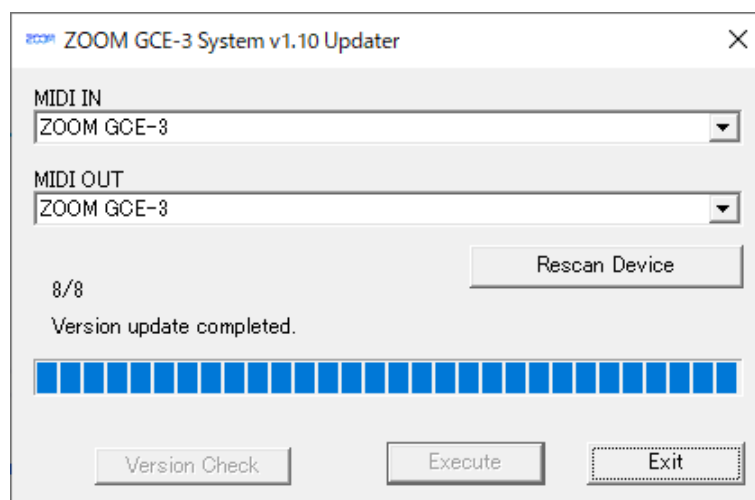 ZOOM ZOOM GCE-3 System v1.10 Updater
MIDI IN
ZOOM GCE-3
MIDI OUT
ZOOM GCE-3
Rescan Device
8/8
Version update completed.
Version Check
Execute
Exit